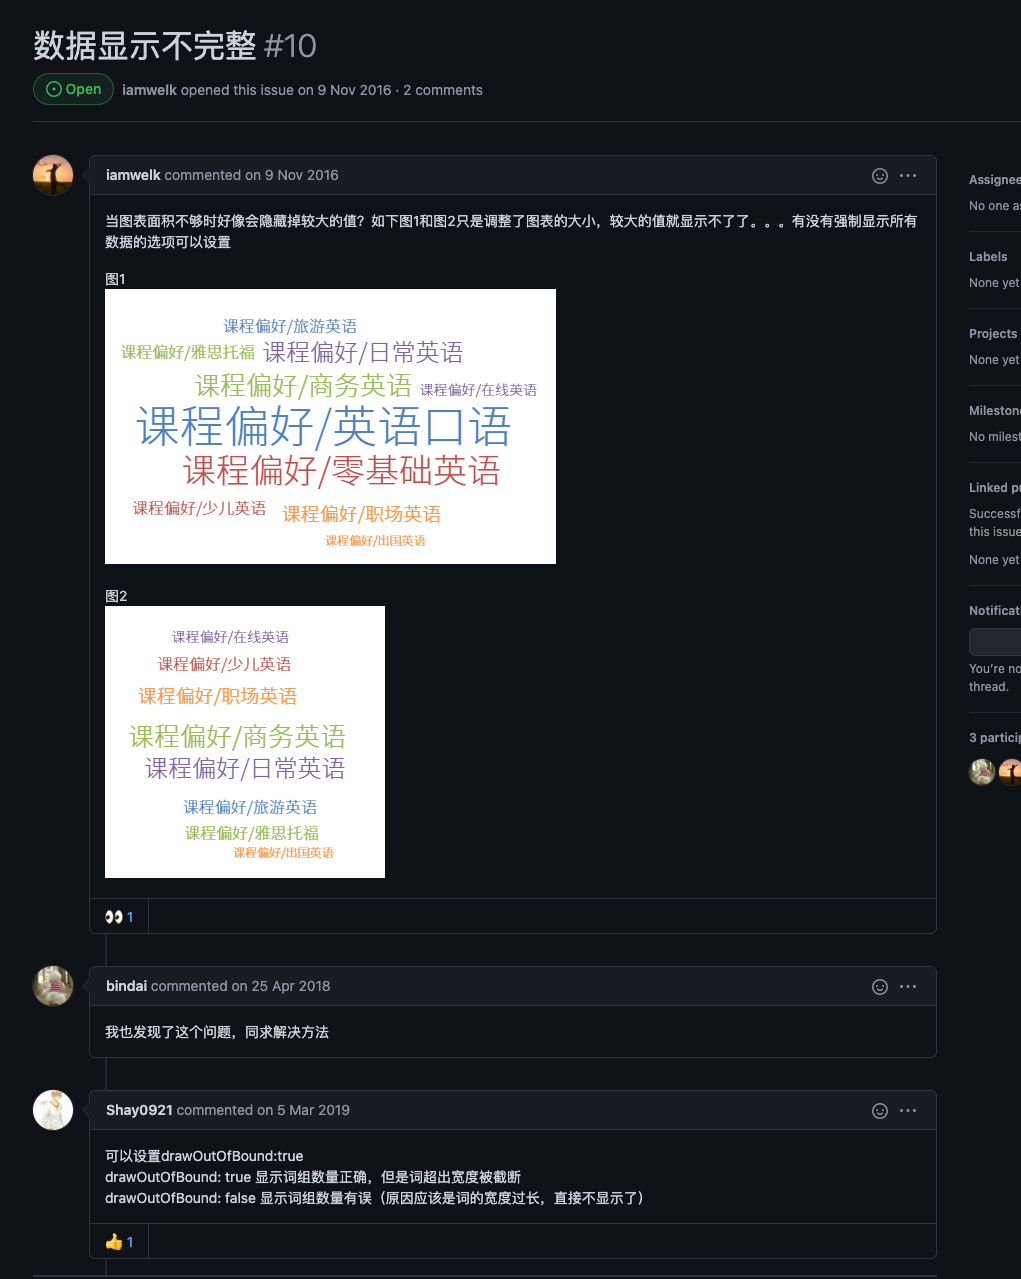 数据显示不完整 #10
Open iamwelk opened this issue on 9 Nov 2016 · 2 comments
iamwelk commented on 9 Nov 2016
当图表面积不够时好像会隐藏掉较大的值？如下图1和图2只是调整了图表的大小，较大的值就显示不了了。。。有没有强制显示所有
数据的选项可以设置
图1
课程偏好/旅游英语
课程偏好/雅思托福 课程偏好/日常英语
课程偏好/商务英语 课程偏好/在线英语
课程偏好/英语口语
课程偏好/零基础英语
课程偏好/少儿英语 课程偏好/职场英语
课程偏好/出国英语
图2
课程偏好/在线英语
课程偏好/少儿英语
课程偏好/职场英语
课程偏好/商务英语
课程偏好/日常英语
课程偏好/旅游英语
课程偏好/雅思托福
课程偏好/出国英语
1
bindai commented on 25 Apr 2018
我也发现了这个问题，同求解决方法
Shay0921 commented on 5 Mar 2019
可以设置drawOutOfBound:true
drawOutOfBound: true 显示词组数量正确，但是词超出宽度被截断
drawOutOfBound: false 显示词组数量有误（原因应该是词的宽度过长，直接不显示了）
1
Assignee
No one as
Labels
None yet
Projects
None yet
Mileston
No milest
Linked pu
Successf
this issue
None yet
Notificat
You're no
thread.
3 particip